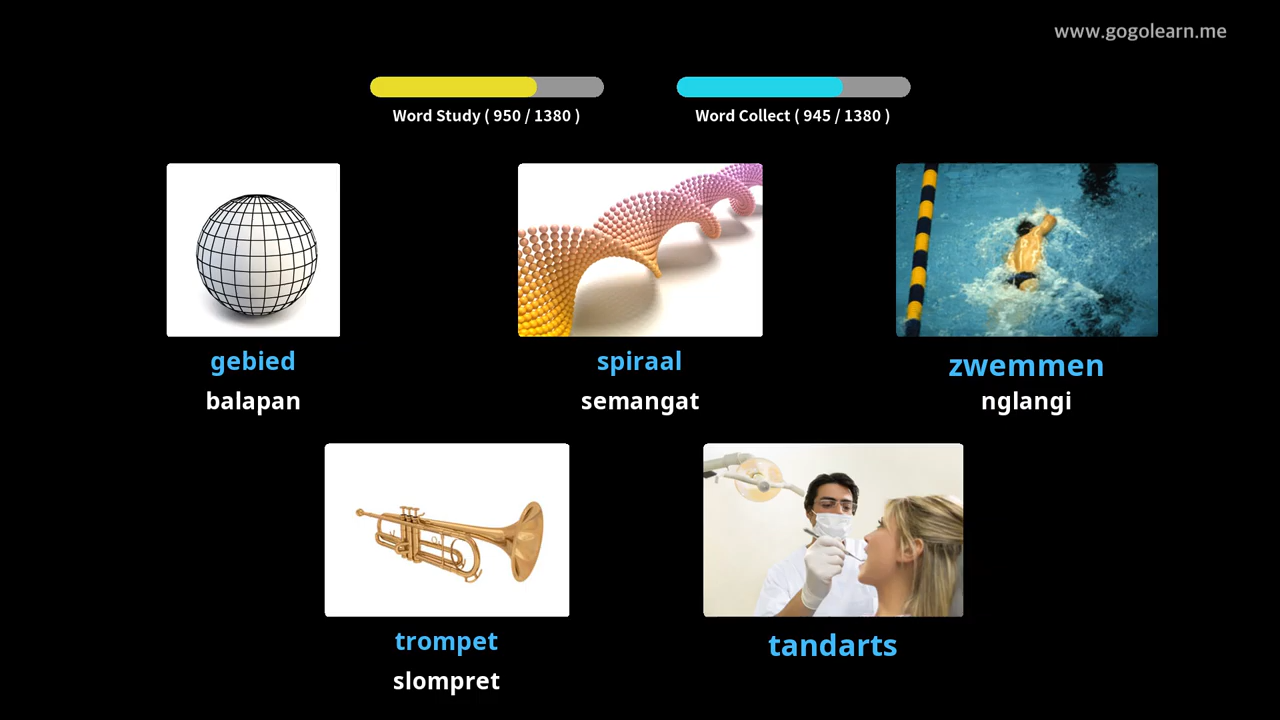 www.gogolearn.me
Word Study ( 950 / 1380 )
Word Collect ( 945 / 1380 )
gebied
balapan
spiraal
semangat
zwemmen
nglangi
trompet
slompret
tandarts